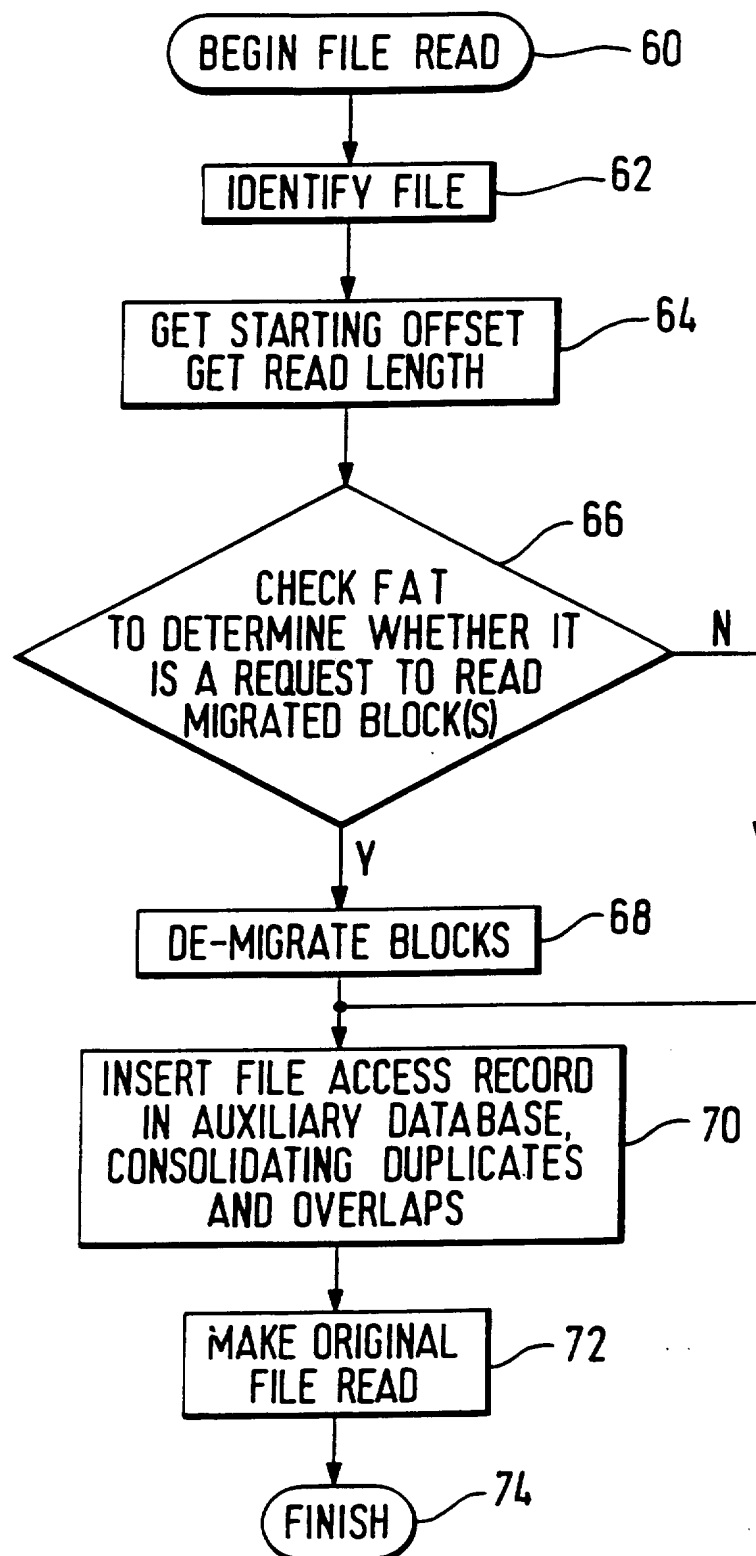 BEGIN FILE READ
60
IDENTIFY FILE
62
GET STARTING OFFSET
GET READ LENGTH
64
66
CHECK FAT
TO DETERMINE WHETHER IT
IS A REQUEST TO READ
MIGRATED BLOCK(S)
N
Y
DE-MIGRATE BLOCKS
68
INSERT FILE ACCESS RECORD
IN AUXILIARY DATABASE,
CONSOLIDATING DUPLICATES
AND OVERLAPS
70
MAKE ORIGINAL
FILE READ
72
FINISH
74